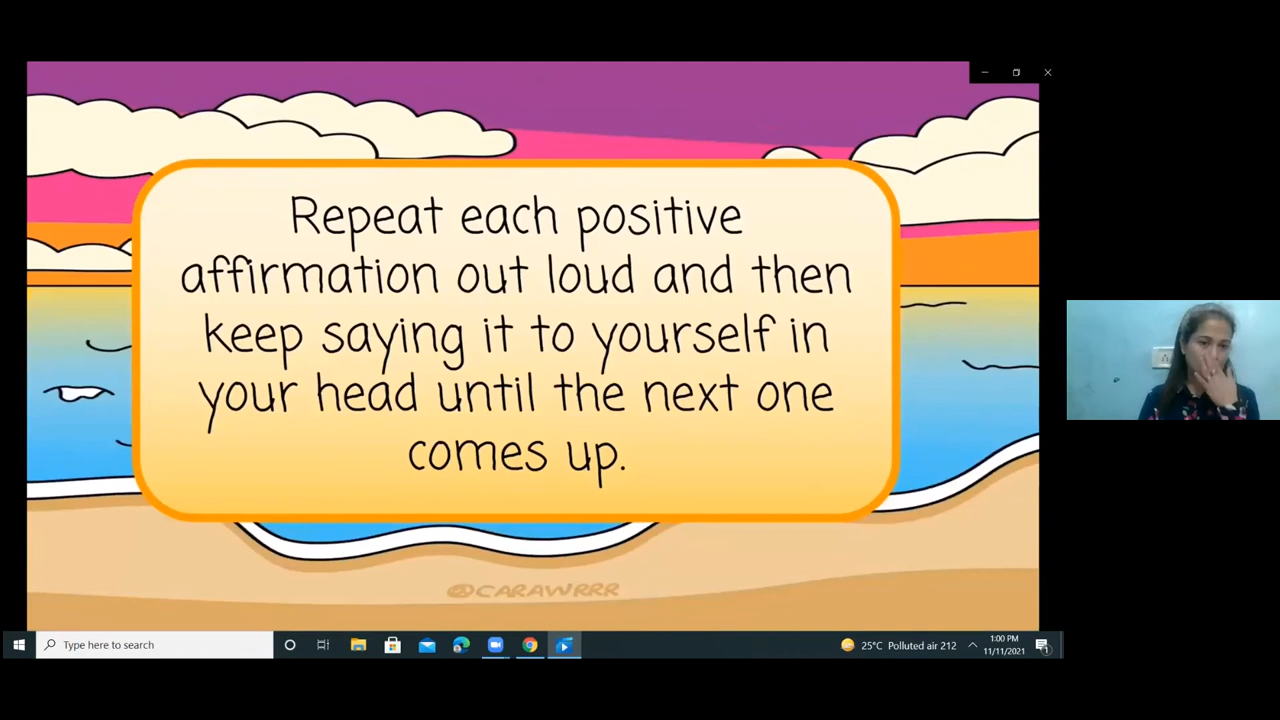 Repeat each positive
affirmation out loud and then
keep saying it to yourself in
your head until the next one
comes up.
@CARAWRRR
Type here to search
25°C Polluted air 212
1:00 PM
11/11/2021
1